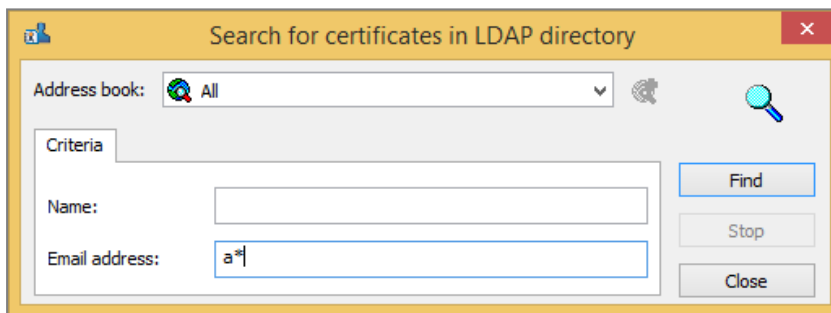 Search for certificates in LDAP directory
Address book: All
Criteria
Name:
Email address: a*
Find
Stop
Close